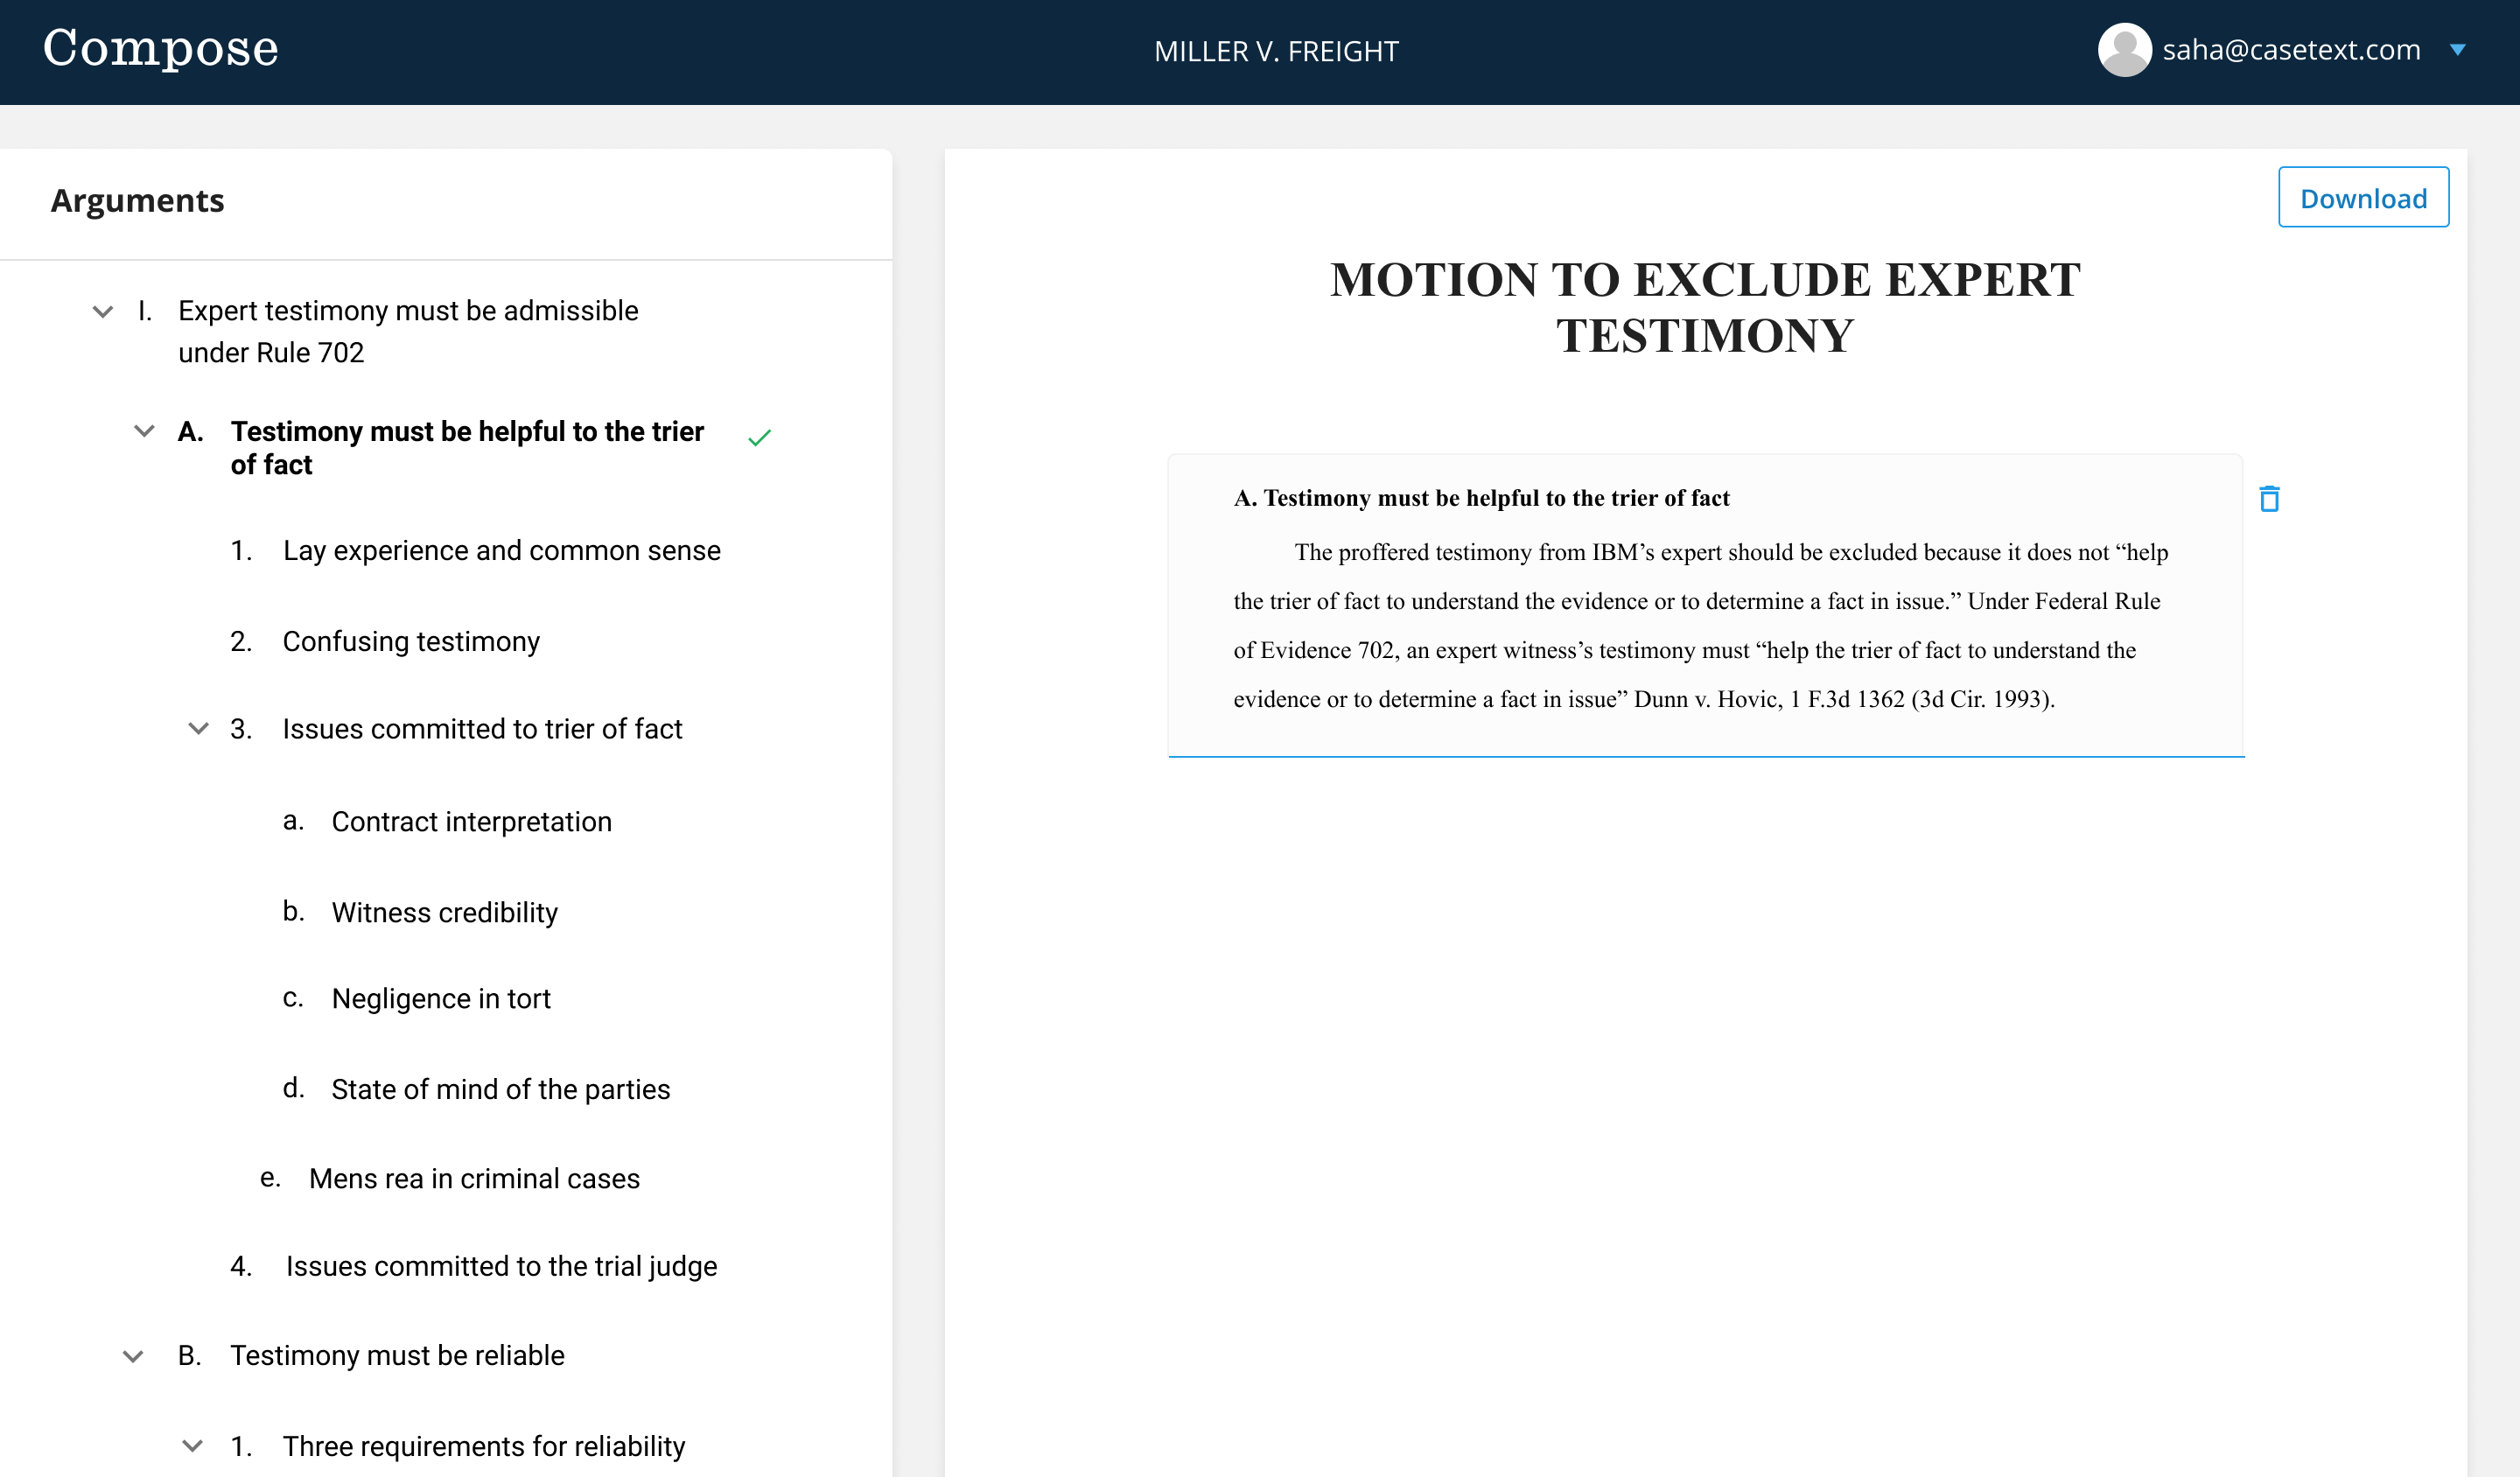 Compose
MILLER V. FREIGHT
saha@casetext.com
Arguments
I. Expert testimony must be admissible
under Rule 702
A. Testimony must be helpful to the trier
of fact
1. Lay experience and common sense
2. Confusing testimony
3. Issues committed to trier of fact
a. Contract interpretation
b. Witness credibility
c. Negligence in tort
d. State of mind of the parties
e. Mens rea in criminal cases
4. Issues committed to the trial judge
B. Testimony must be reliable
1. Three requirements for reliability
Download
MOTION TO EXCLUDE EXPERT
TESTIMONY
A. Testimony must be helpful to the trier of fact
The proffered testimony from IBM’s expert should be excluded because it does not “help
the trier of fact to understand the evidence or to determine a fact in issue.” Under Federal Rule
of Evidence 702, an expert witness’s testimony must “help the trier of fact to understand the
evidence or to determine a fact in issue” Dunn v. Hovic, 1 F.3d 1362 (3d Cir. 1993).